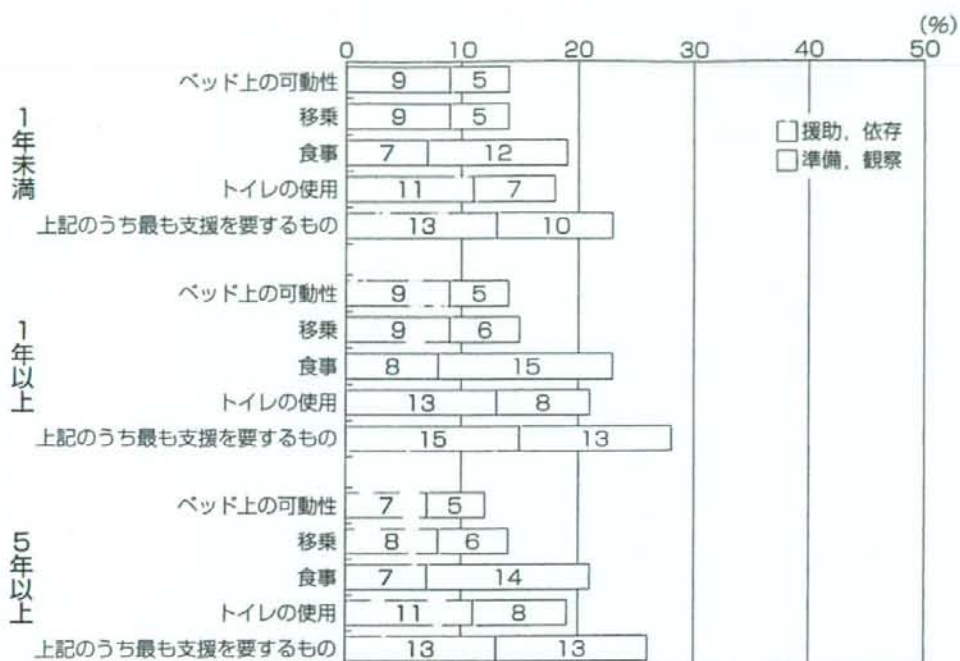 (%)
0 10 20 30 40 50
援助，依存
準備，観察
1年未満
ベッド上の可動性 9 5
移乗 9 5
食事 7 12
トイレの使用 11 7
上記のうち最も支援を要するもの 13 10
1年以上
ベッド上の可動性 9 5
移乗 9 6
食事 8 15
トイレの使用 13 8
上記のうち最も支援を要するもの 15 13
5年以上
ベッド上の可動性 7 5
移乗 8 6
食事 7 14
トイレの使用 11 8
上記のうち最も支援を要するもの 13 13